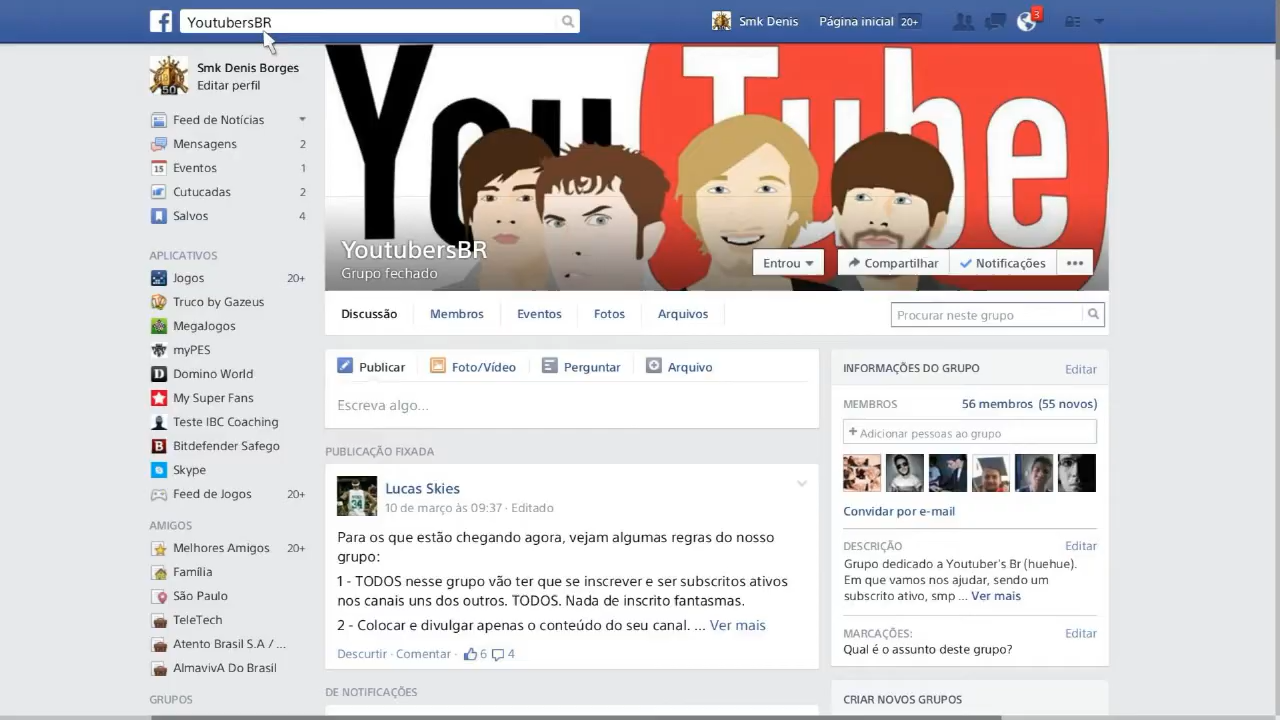 YoutubersBR
Smk Denis
Página inicial 20+
3
Smk Denis Borges
Editar perfil
50
Feed de Notícias
Mensagens 2
15 Eventos 1
Cutucadas 2
Salvos 4
APLICATIVOS
Jogos 20+
Truco by Gazeus
MegaJogos
myPES
Domino World
My Super Fans
Teste IBC Coaching
Bitdefender Safego
Skype
Feed de Jogos 20+
AMIGOS
Melhores Amigos 20+
Família
São Paulo
TeleTech
Atento Brasil S.A / ...
AlmavivA Do Brasil
GRUPOS
YouTube
YoutubersBR
Grupo fechado
Entrou
Compartilhar
Notificações
Discussão
Membros
Eventos
Fotos
Arquivos
Procurar neste grupo
Publicar
Foto/Vídeo
Perguntar
Arquivo
Escreva algo...
PUBLICAÇÃO FIXADA
Lucas Skies
10 de março às 09:37 · Editado
Para os que estão chegando agora, vejam algumas regras do nosso
grupo:
1 - TODOS nesse grupo vão ter que se inscrever e ser subscritos ativos
nos canais uns dos outros. TODOS. Nada de inscrito fantasmas.
2 - Colocar e divulgar apenas o conteúdo do seu canal. ... Ver mais
Descurtir · Comentar · 6 4
DE NOTIFICAÇÕES
INFORMAÇÕES DO GRUPO Editar
MEMBROS 56 membros (55 novos)
+ Adicionar pessoas ao grupo
Convidar por e-mail
DESCRIÇÃO Editar
Grupo dedicado a Youtuber's Br (huehue).
Em que vamos nos ajudar, sendo um
subscrito ativo, smp ... Ver mais
MARCAÇÕES: Editar
Qual é o assunto deste grupo?
CRIAR NOVOS GRUPOS